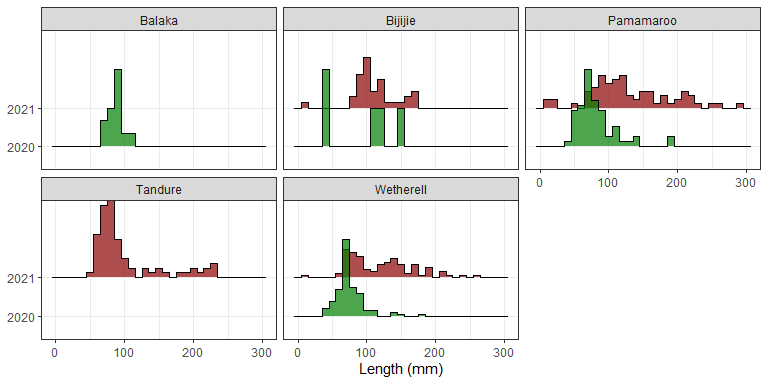 Balaka
Bijijie
Pamamaroo
2021
2020
0 100 200 300
Tandure
Wetherell
2021
2020
0 100 200 300
0 100 200 300
Length (mm)